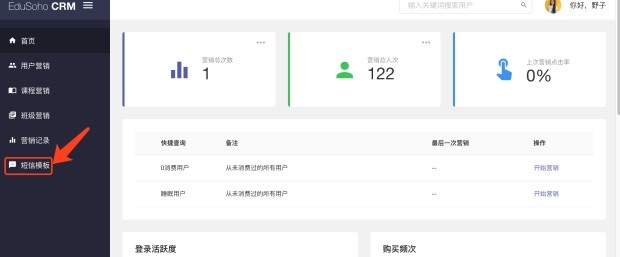 EduSoho CRM
输入关键词搜索用户
你好，野子
首页
用户营销
课程营销
班级营销
营销记录
短信模板
营销总次数
1
营销总人次
122
上次营销点击率
0%
快捷查询 备注 最后一次营销 操作
0消费用户 从未消费过的所有用户 -- 开始营销
睡眠用户 从未消费过的所有用户 -- 开始营销
登录活跃度
购买频次